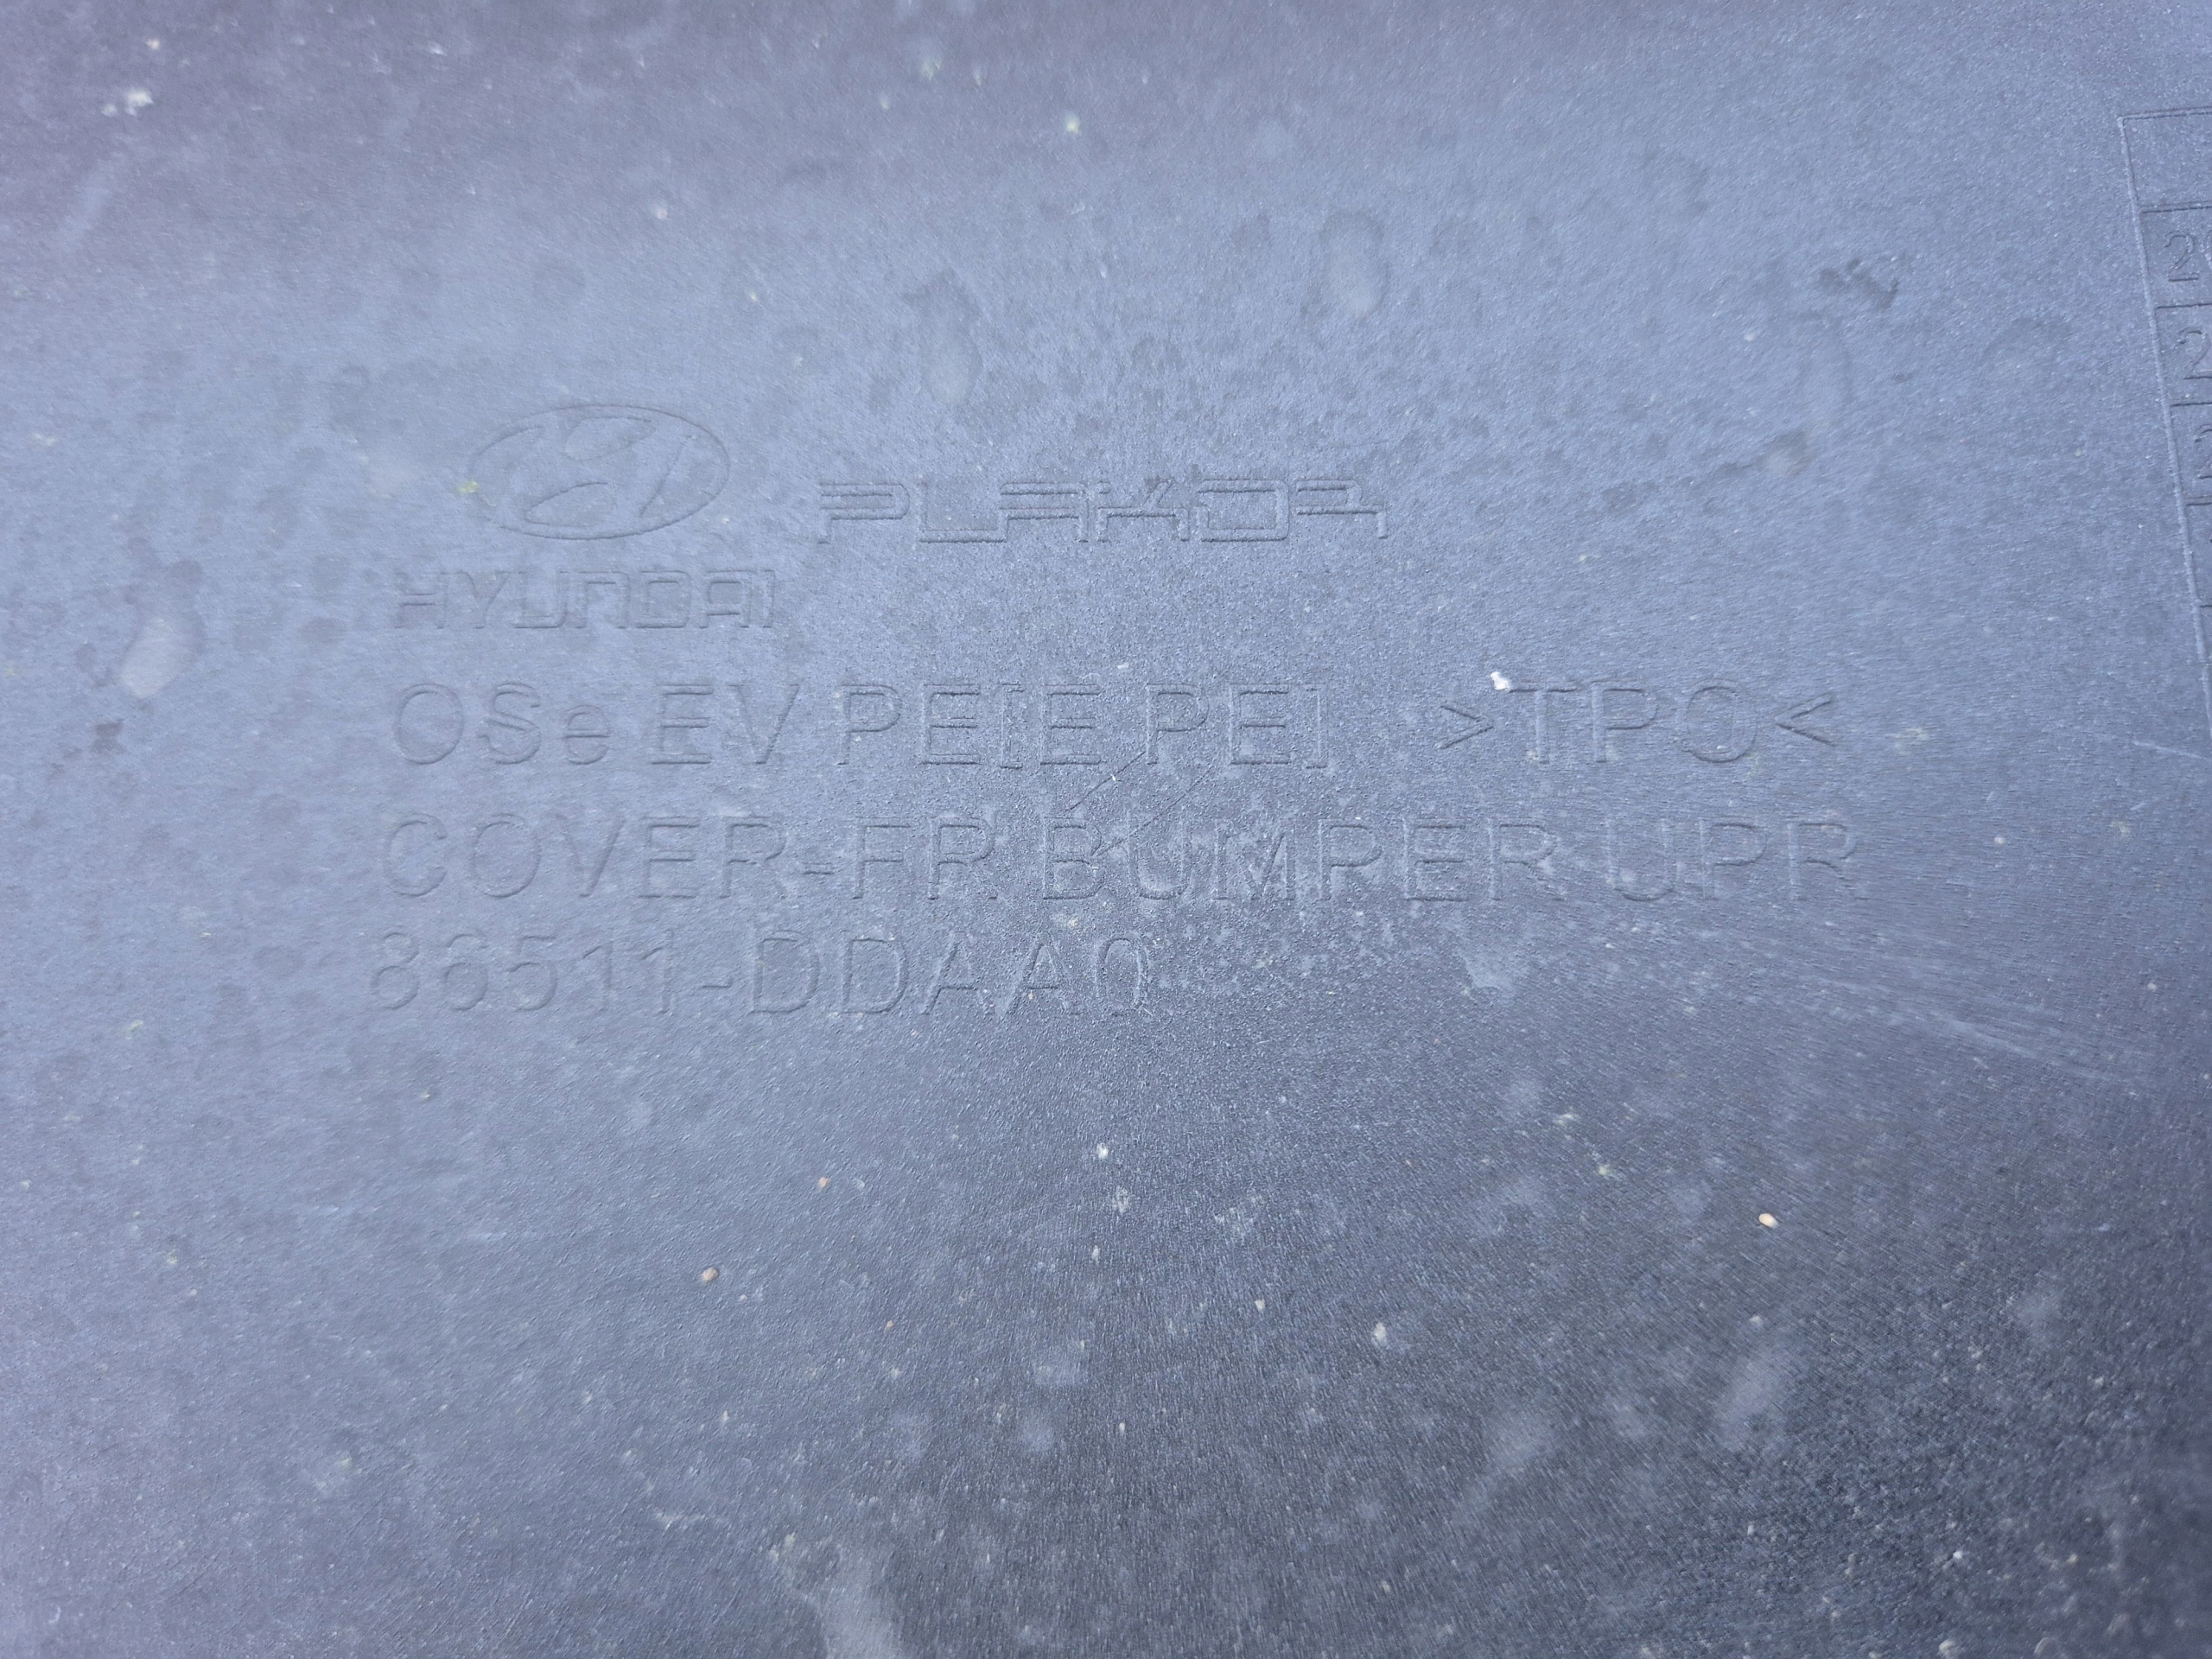 PLAKOR
HYUNDAI
OSe EV PE[E PE] >TPO<
COVER-FR BUMPER UPR
86511-DDAA0